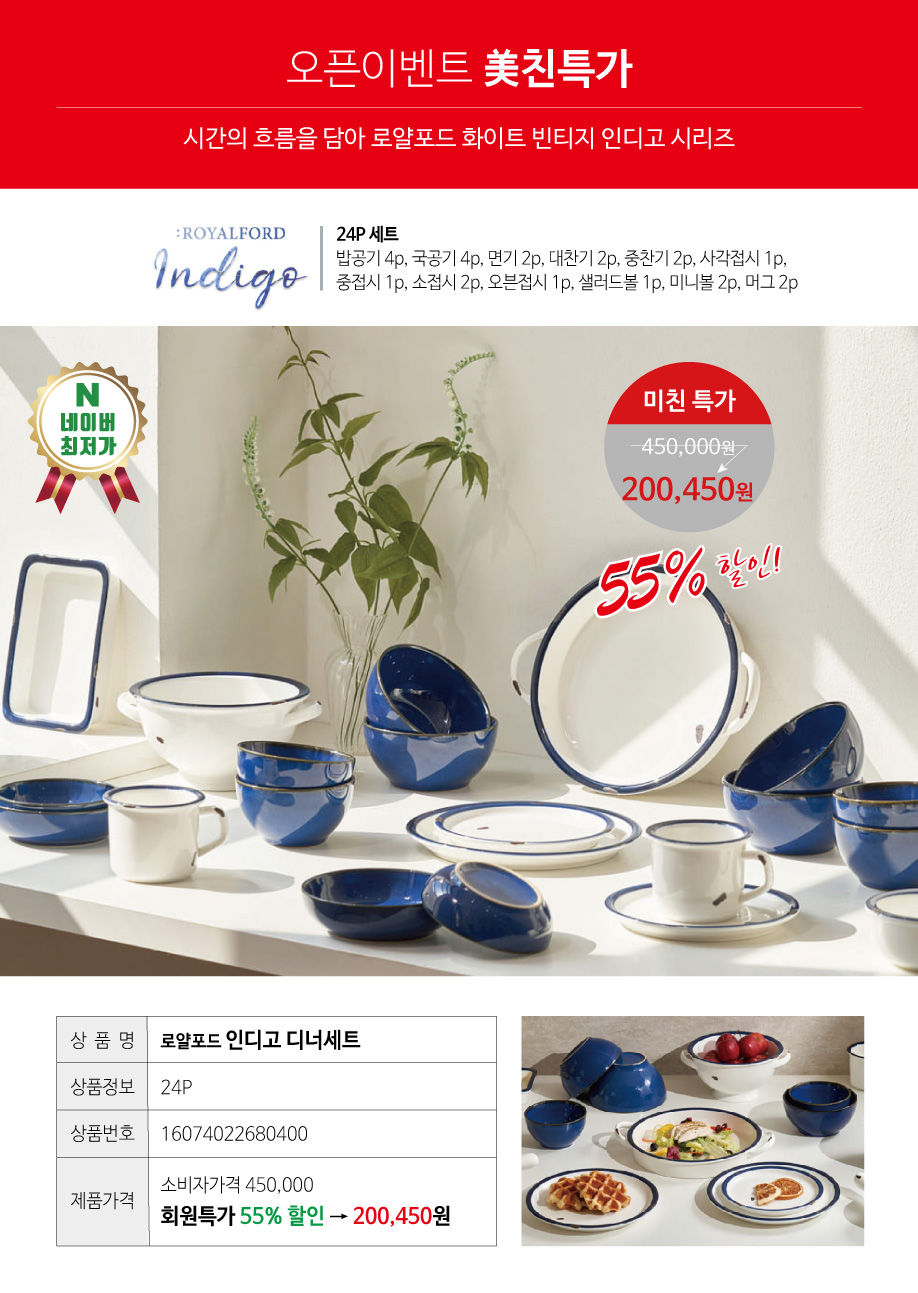 오픈이벤트 美친특가
시간의 흐름을 담아 로얄포드 화이트 빈티지 인디고 시리즈
:ROYALFORD
Indigo
24P 세트
밥공기 4p, 국공기 4p, 면기 2p, 대찬기 2p, 중찬기 2p, 사각접시 1p,
중접시 1p, 소접시 2p, 오븐접시 1p, 샐러드볼 1p, 미니볼 2p, 머그 2p
N
네이버
최저가
미친 특가
450,000원
200,450원
55% 할인!
상 품 명
로얄포드 인디고 디너세트
상품정보
24P
상품번호
16074022680400
제품가격
소비자가격 450,000
회원특가 55% 할인 → 200,450원